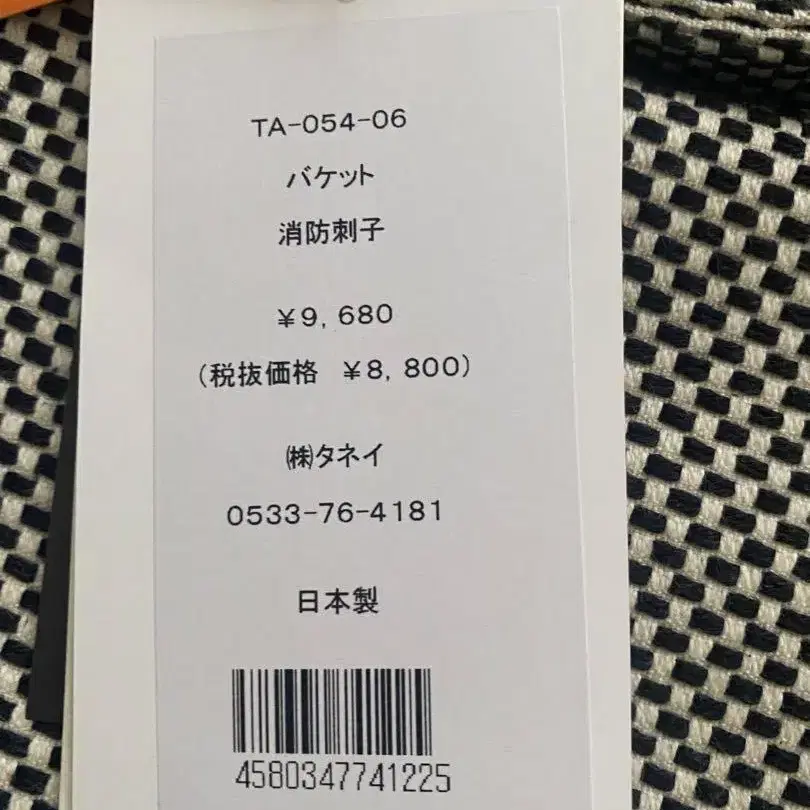 TA-054-06
バケット
消防刺子
¥9,680
(税抜価格 ¥8,800)
㈱タネイ
0533-76-4181
日本製
4580347741225